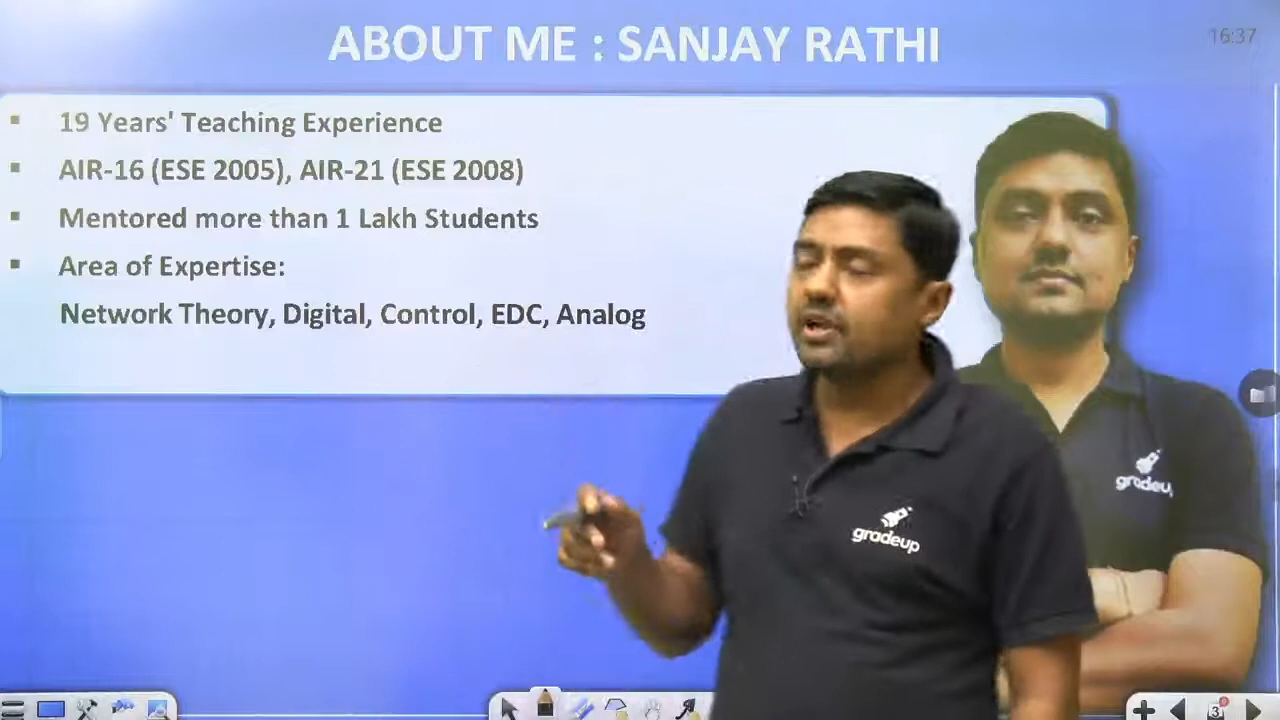 ABOUT ME : SANJAY RATHI
16:37
19 Years' Teaching Experience
AIR-16 (ESE 2005), AIR-21 (ESE 2008)
Mentored more than 1 Lakh Students
Area of Expertise:
Network Theory, Digital, Control, EDC, Analog
gradeup
gradeup
3